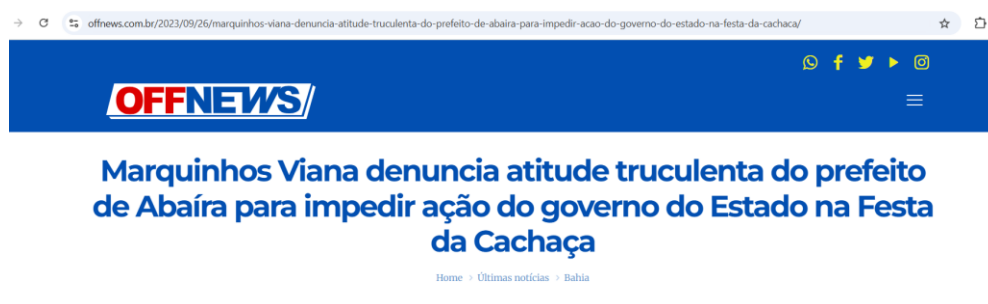 offnews.com.br/2023/09/26/marquinhos-viana-denuncia-atitude-truculenta-do-prefeito-de-abaira-para-impedir-acao-do-governo-do-estado-na-festa-da-cachaca/
OFFNEWS
Marquinhos Viana denuncia atitude truculenta do prefeito
de Abaíra para impedir ação do governo do Estado na Festa
da Cachaça
Home > Últimas notícias > Bahia